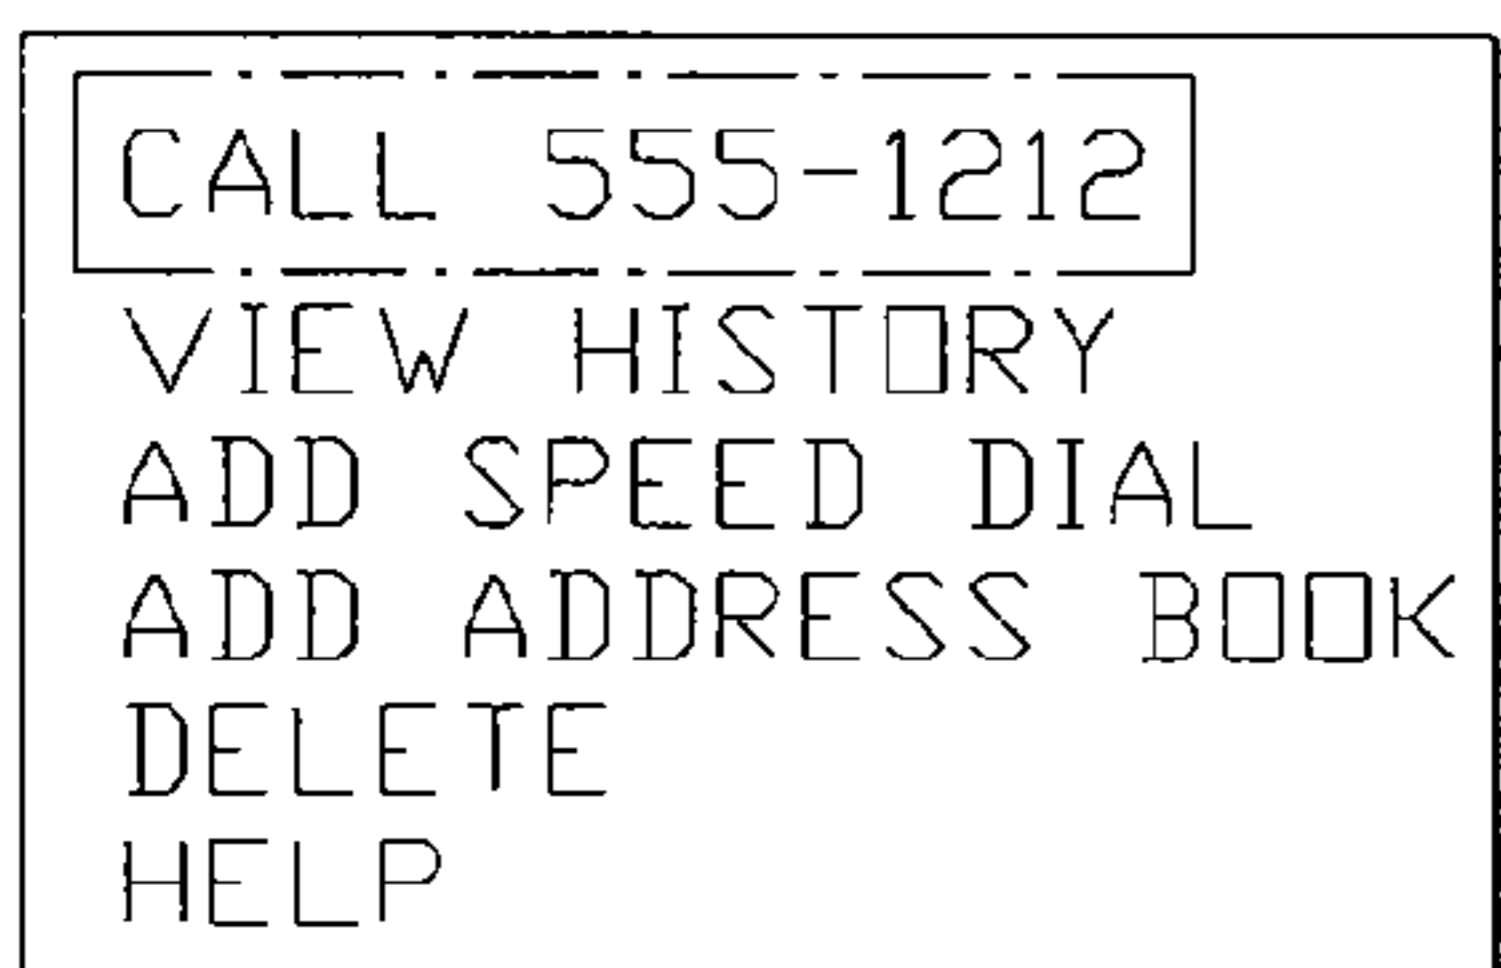 CALL 555-1212
VIEW HISTORY
ADD SPEED DIAL
ADD ADDRESS BOOK
DELETE
HELP